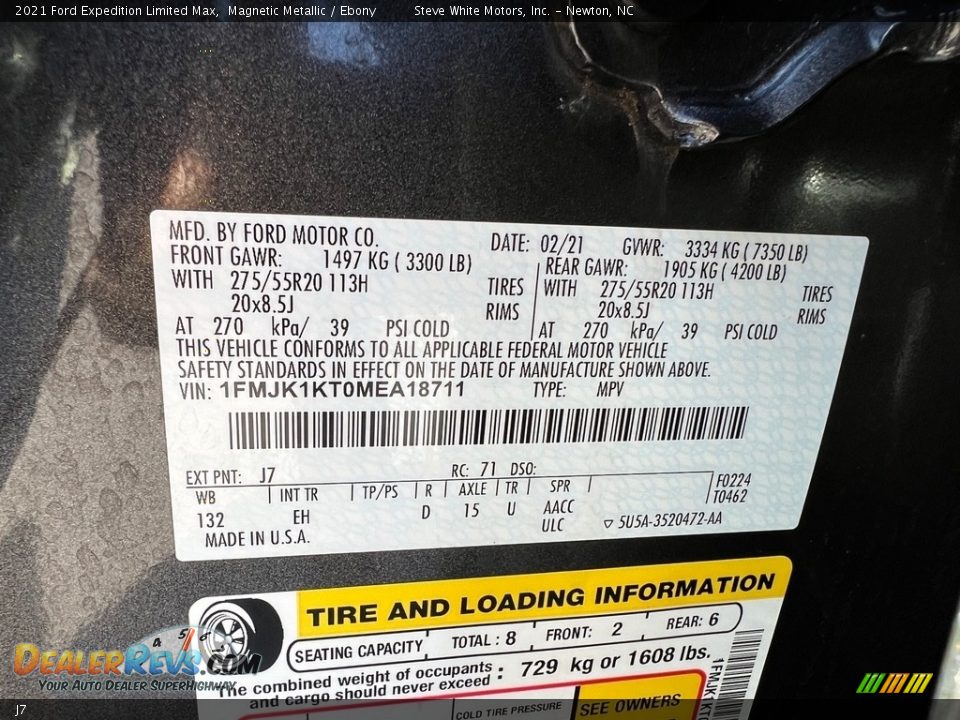 2021 Ford Expedition Limited Max, Magnetic Metallic / Ebony Steve White Motors, Inc. - Newton, NC
MFD. BY FORD MOTOR CO. DATE: 02/21 GVWR: 3334 KG ( 7350 LB)
FRONT GAWR: 1497 KG ( 3300 LB) REAR GAWR: 1905 KG ( 4200 LB)
WITH 275/55R20 113H TIRES WITH 275/55R20 113H TIRES
20x8.5J RIMS 20x8.5J RIMS
AT 270 kPa/ 39 PSI COLD AT 270 kPa/ 39 PSI COLD
THIS VEHICLE CONFORMS TO ALL APPLICABLE FEDERAL MOTOR VEHICLE
SAFETY STANDARDS IN EFFECT ON THE DATE OF MANUFACTURE SHOWN ABOVE.
VIN: 1FMJK1KT0MEA18711 TYPE: MPV
EXT PNT: J7 RC: 71 DSO: F0224
WB INT TR TP/PS R AXLE TR SPR T0462
132 EH D 15 U AACC
ULC ▽ 5U5A-3520472-AA
MADE IN U.S.A.
TIRE AND LOADING INFORMATION
SEATING CAPACITY TOTAL : 8 FRONT: 2 REAR: 6
The combined weight of occupants : 729 kg or 1608 lbs.
and cargo should never exceed
COLD TIRE PRESSURE SEE OWNERS
4 5 6
DEALERREVS.COM
YOUR AUTO DEALER SUPERHIGHWAY
J7